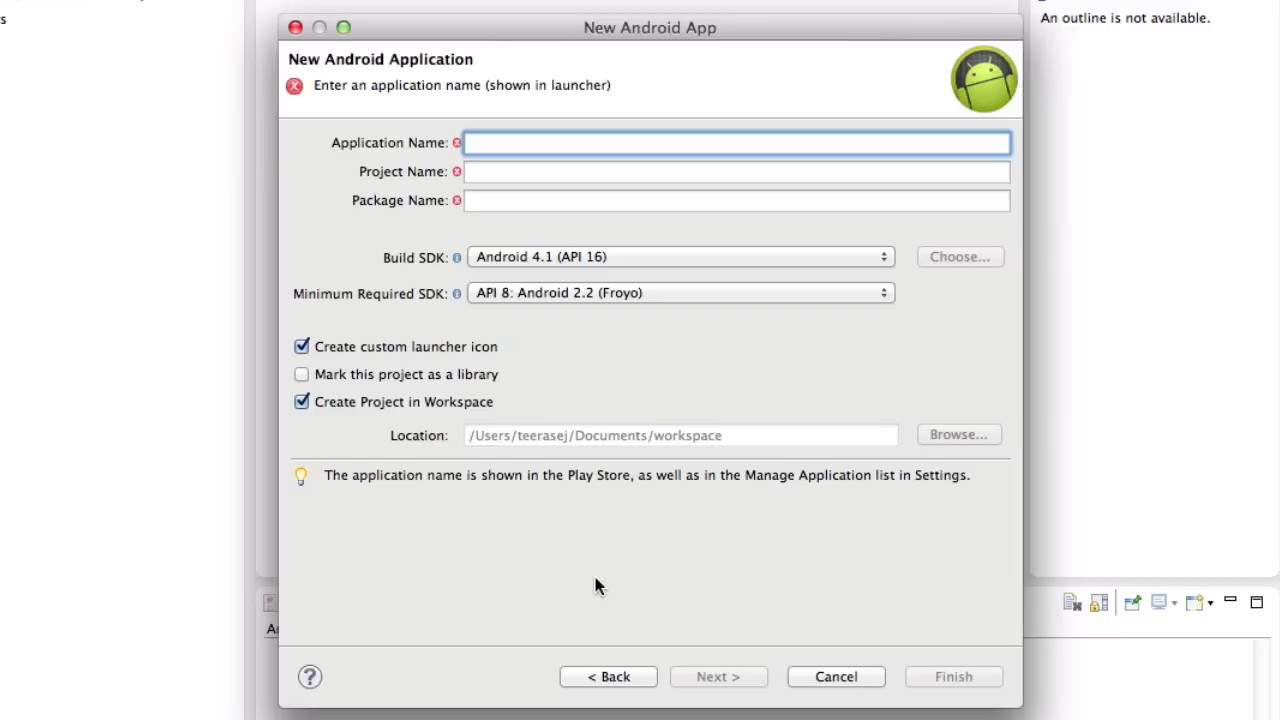 s
An outline is not available.
New Android App
New Android Application
Enter an application name (shown in launcher)
Application Name:
Project Name:
Package Name:
Build SDK: Android 4.1 (API 16) Choose...
Minimum Required SDK: API 8: Android 2.2 (Froyo)
Create custom launcher icon
Mark this project as a library
Create Project in Workspace
Location: /Users/teerasej/Documents/workspace Browse...
The application name is shown in the Play Store, as well as in the Manage Application list in Settings.
? < Back Next > Cancel Finish